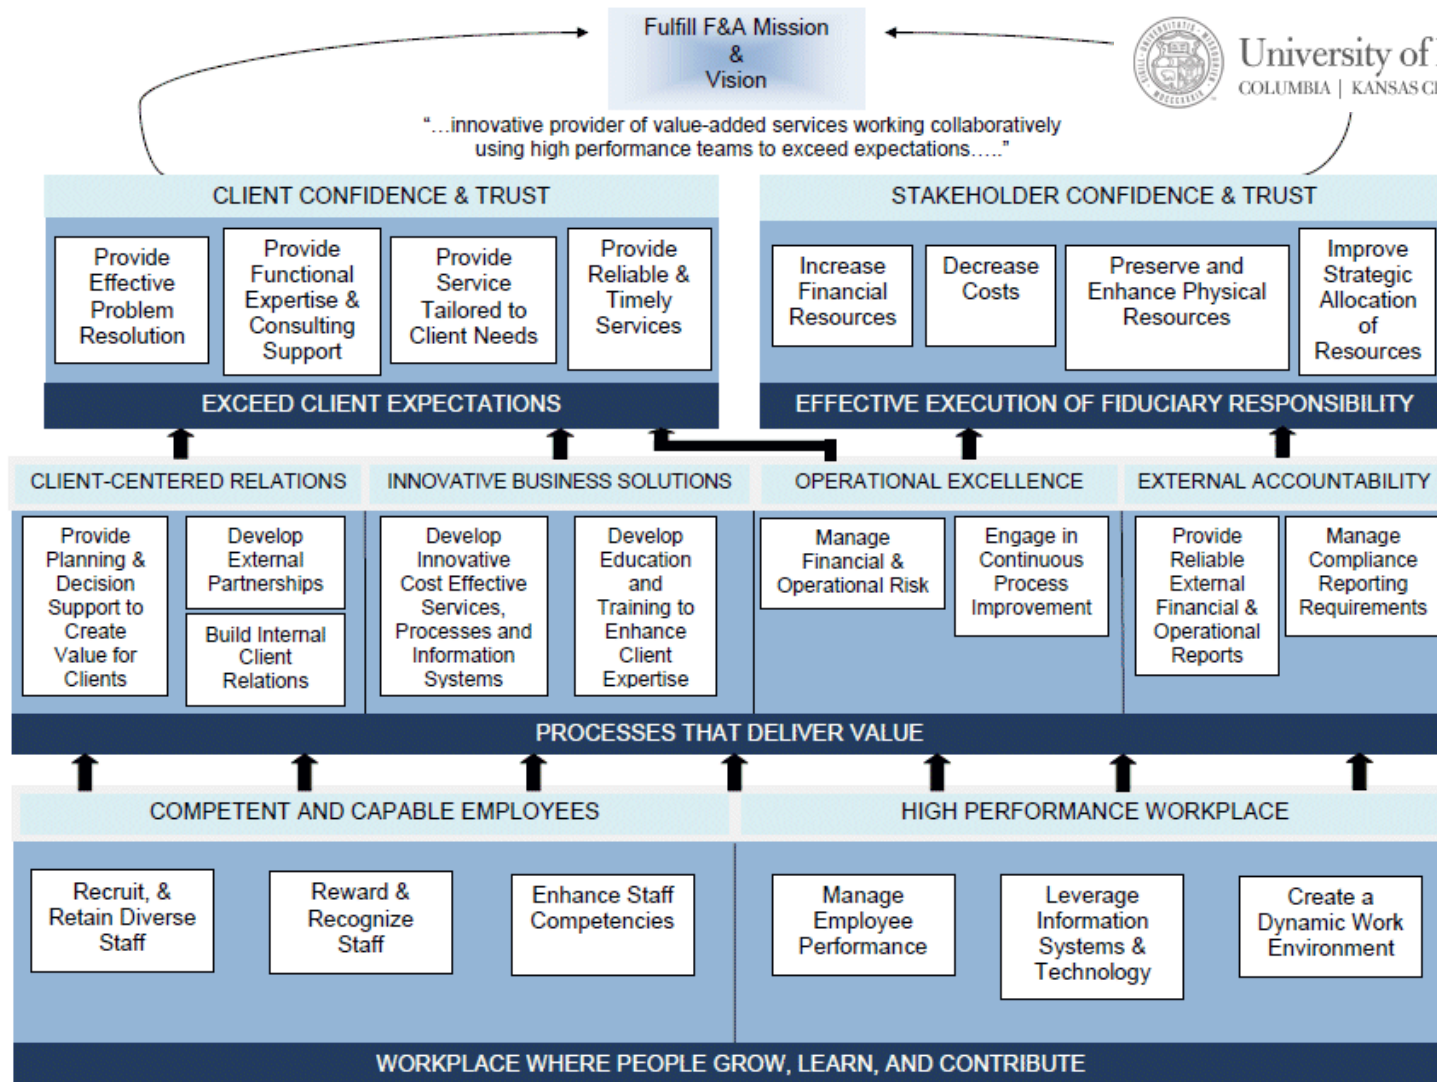 Fulfill F&A Mission
&
Vision
University of
COLUMBIA | KANSAS
“…innovative provider of value-added services working collaboratively
using high performance teams to exceed expectations…..”
CLIENT CONFIDENCE & TRUST
Provide
Effective
Problem
Resolution
Provide
Functional
Expertise &
Consulting
Support
Provide
Service
Tailored to
Client Needs
Provide
Reliable &
Timely
Services
EXCEED CLIENT EXPECTATIONS
STAKEHOLDER CONFIDENCE & TRUST
Increase
Financial
Resources
Decrease
Costs
Preserve and
Enhance Physical
Resources
Improve
Strategic
Allocation
of
Resources
EFFECTIVE EXECUTION OF FIDUCIARY RESPONSIBILITY
CLIENT-CENTERED RELATIONS
Provide
Planning &
Decision
Support to
Create
Value for
Clients
Develop
External
Partnerships
Build Internal
Client
Relations
INNOVATIVE BUSINESS SOLUTIONS
Develop
Innovative
Cost Effective
Services,
Processes and
Information
Systems
Develop
Education
and
Training to
Enhance
Client
Expertise
OPERATIONAL EXCELLENCE
Manage
Financial &
Operational Risk
Engage in
Continuous
Process
Improvement
EXTERNAL ACCOUNTABILITY
Provide
Reliable
External
Financial &
Operational
Reports
Manage
Compliance
Reporting
Requirements
PROCESSES THAT DELIVER VALUE
COMPETENT AND CAPABLE EMPLOYEES
Recruit, &
Retain Diverse
Staff
Reward &
Recognize
Staff
Enhance Staff
Competencies
HIGH PERFORMANCE WORKPLACE
Manage
Employee
Performance
Leverage
Information
Systems &
Technology
Create a
Dynamic Work
Environment
WORKPLACE WHERE PEOPLE GROW, LEARN, AND CONTRIBUTE